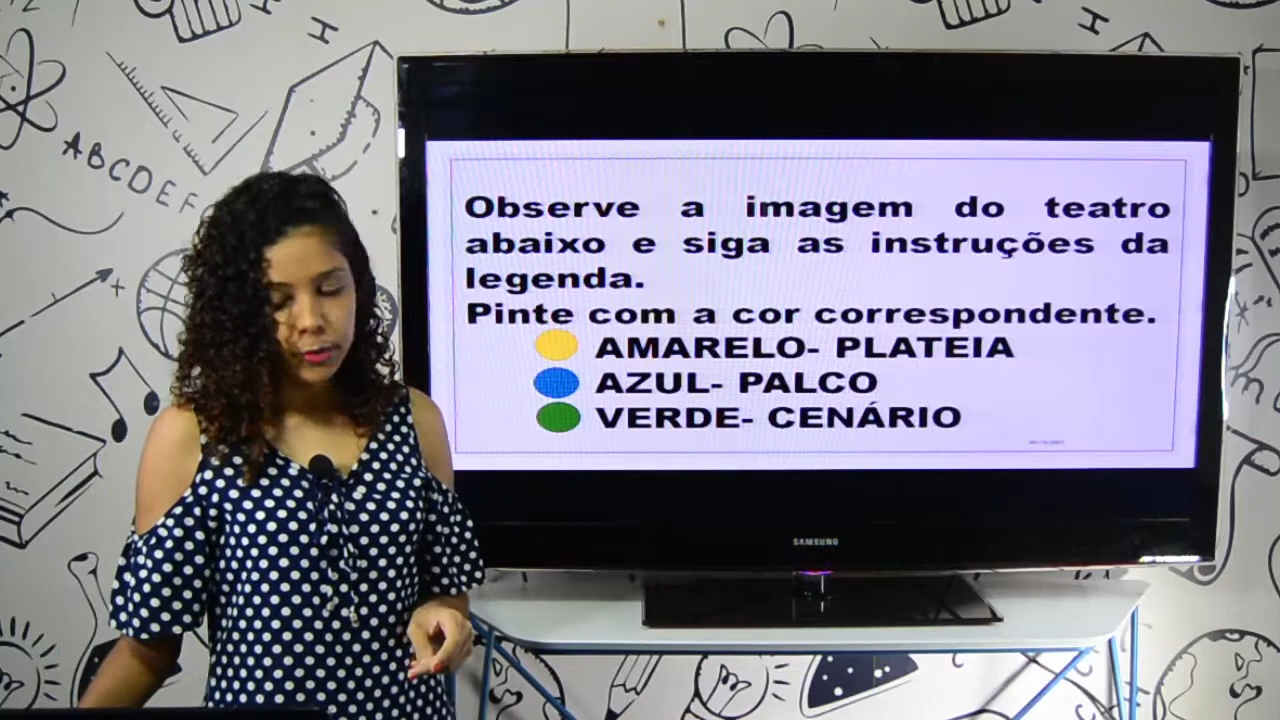 H
H
ABCDEF
Observe a imagem do teatro
abaixo e siga as instruções da
legenda.
Pinte com a cor correspondente.
AMARELO- PLATEIA
AZUL- PALCO
VERDE- CENÁRIO
SAMSUNG